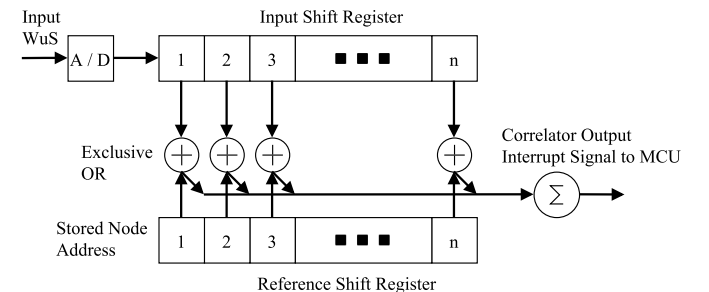 Input
WuS
Input Shift Register
A / D
1 2 3 n
Exclusive
OR
Correlator Output
Interrupt Signal to MCU
Σ
Stored Node
Address
1 2 3 n
Reference Shift Register